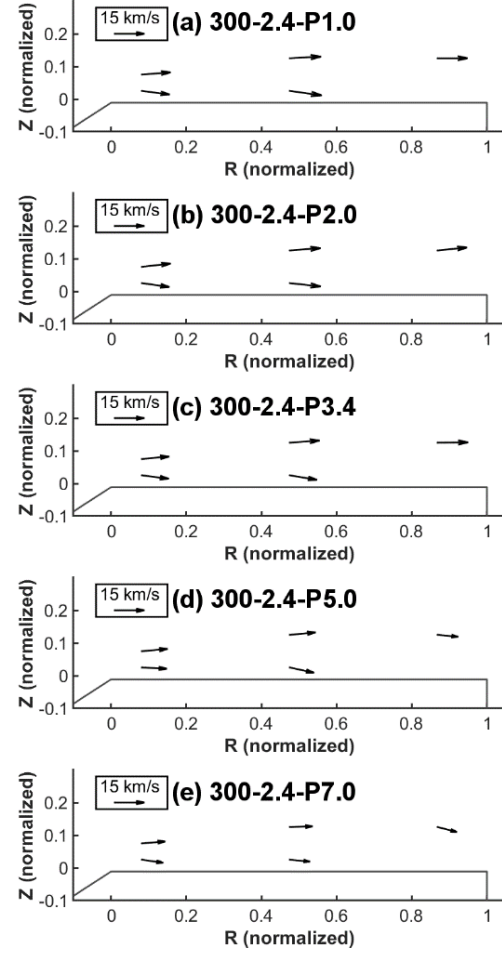 15 km/s
(a) 300-2.4-P1.0
Z (normalized)
0.2
0.1
0
-0.1
0 0.2 0.4 0.6 0.8 1
R (normalized)
15 km/s
(b) 300-2.4-P2.0
Z (normalized)
0.2
0.1
0
-0.1
0 0.2 0.4 0.6 0.8 1
R (normalized)
15 km/s
(c) 300-2.4-P3.4
Z (normalized)
0.2
0.1
0
-0.1
0 0.2 0.4 0.6 0.8 1
R (normalized)
15 km/s
(d) 300-2.4-P5.0
Z (normalized)
0.2
0.1
0
-0.1
0 0.2 0.4 0.6 0.8 1
R (normalized)
15 km/s
(e) 300-2.4-P7.0
Z (normalized)
0.2
0.1
0
-0.1
0 0.2 0.4 0.6 0.8 1
R (normalized)